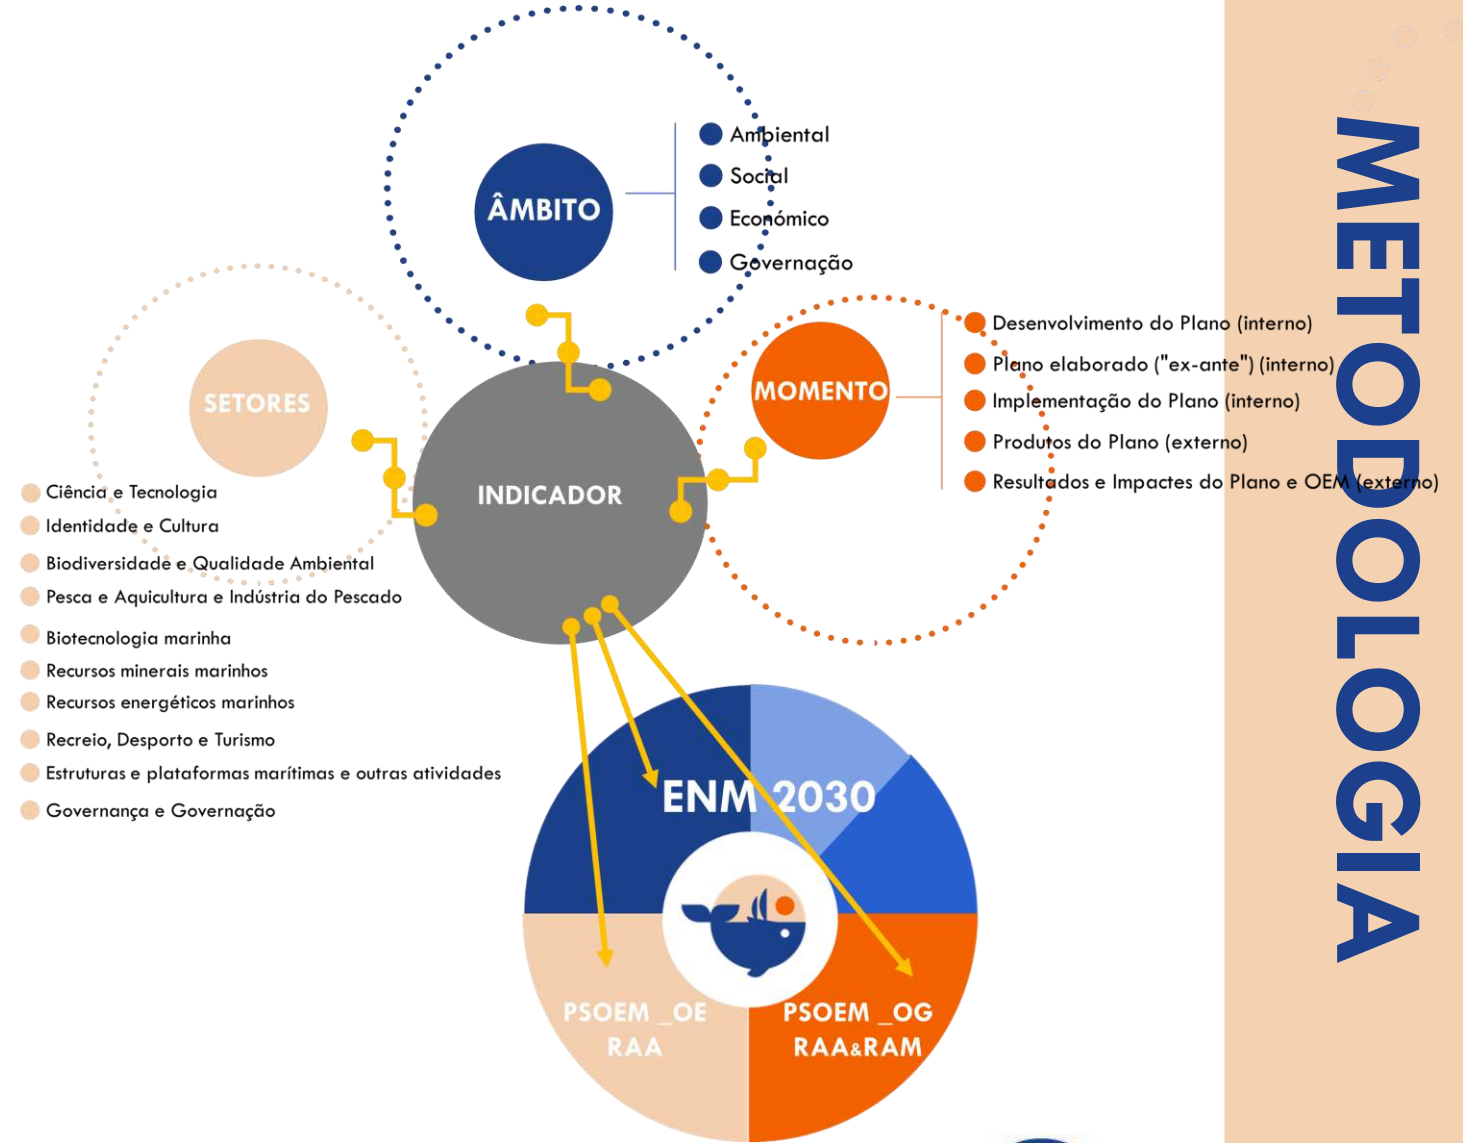 ÂMBITO
Ambiental
Social
Económico
Governação
MOMENTO
Desenvolvimento do Plano (interno)
Plano elaborado ("ex-ante") (interno)
Implementação do Plano (interno)
Produtos do Plano (externo)
Resultados e Impactes do Plano e OEM (externo)
SETORES
Ciência e Tecnologia
Identidade e Cultura
Biodiversidade e Qualidade Ambiental
Pesca e Aquicultura e Indústria do Pescado
Biotecnologia marinha
Recursos minerais marinhos
Recursos energéticos marinhos
Recreio, Desporto e Turismo
Estruturas e plataformas marítimas e outras atividades
Governança e Governação
INDICADOR
ENM 2030
PSOEM _OE
RAA
PSOEM _OG
RAA&RAM
METODOLOGIA